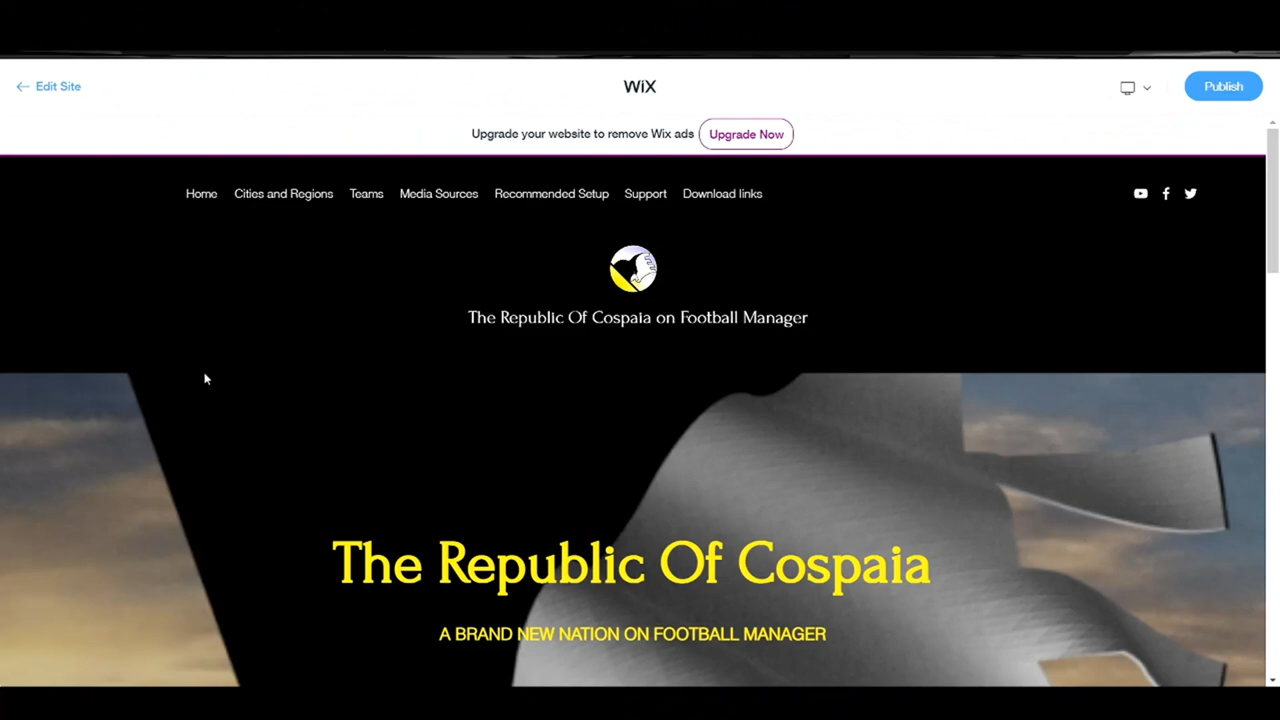 Edit Site
WiX
Publish
Upgrade your website to remove Wix ads Upgrade Now
Home Cities and Regions Teams Media Sources Recommended Setup Support Download links
The Republic Of Cospaia on Football Manager
The Republic Of Cospaia
A BRAND NEW NATION ON FOOTBALL MANAGER